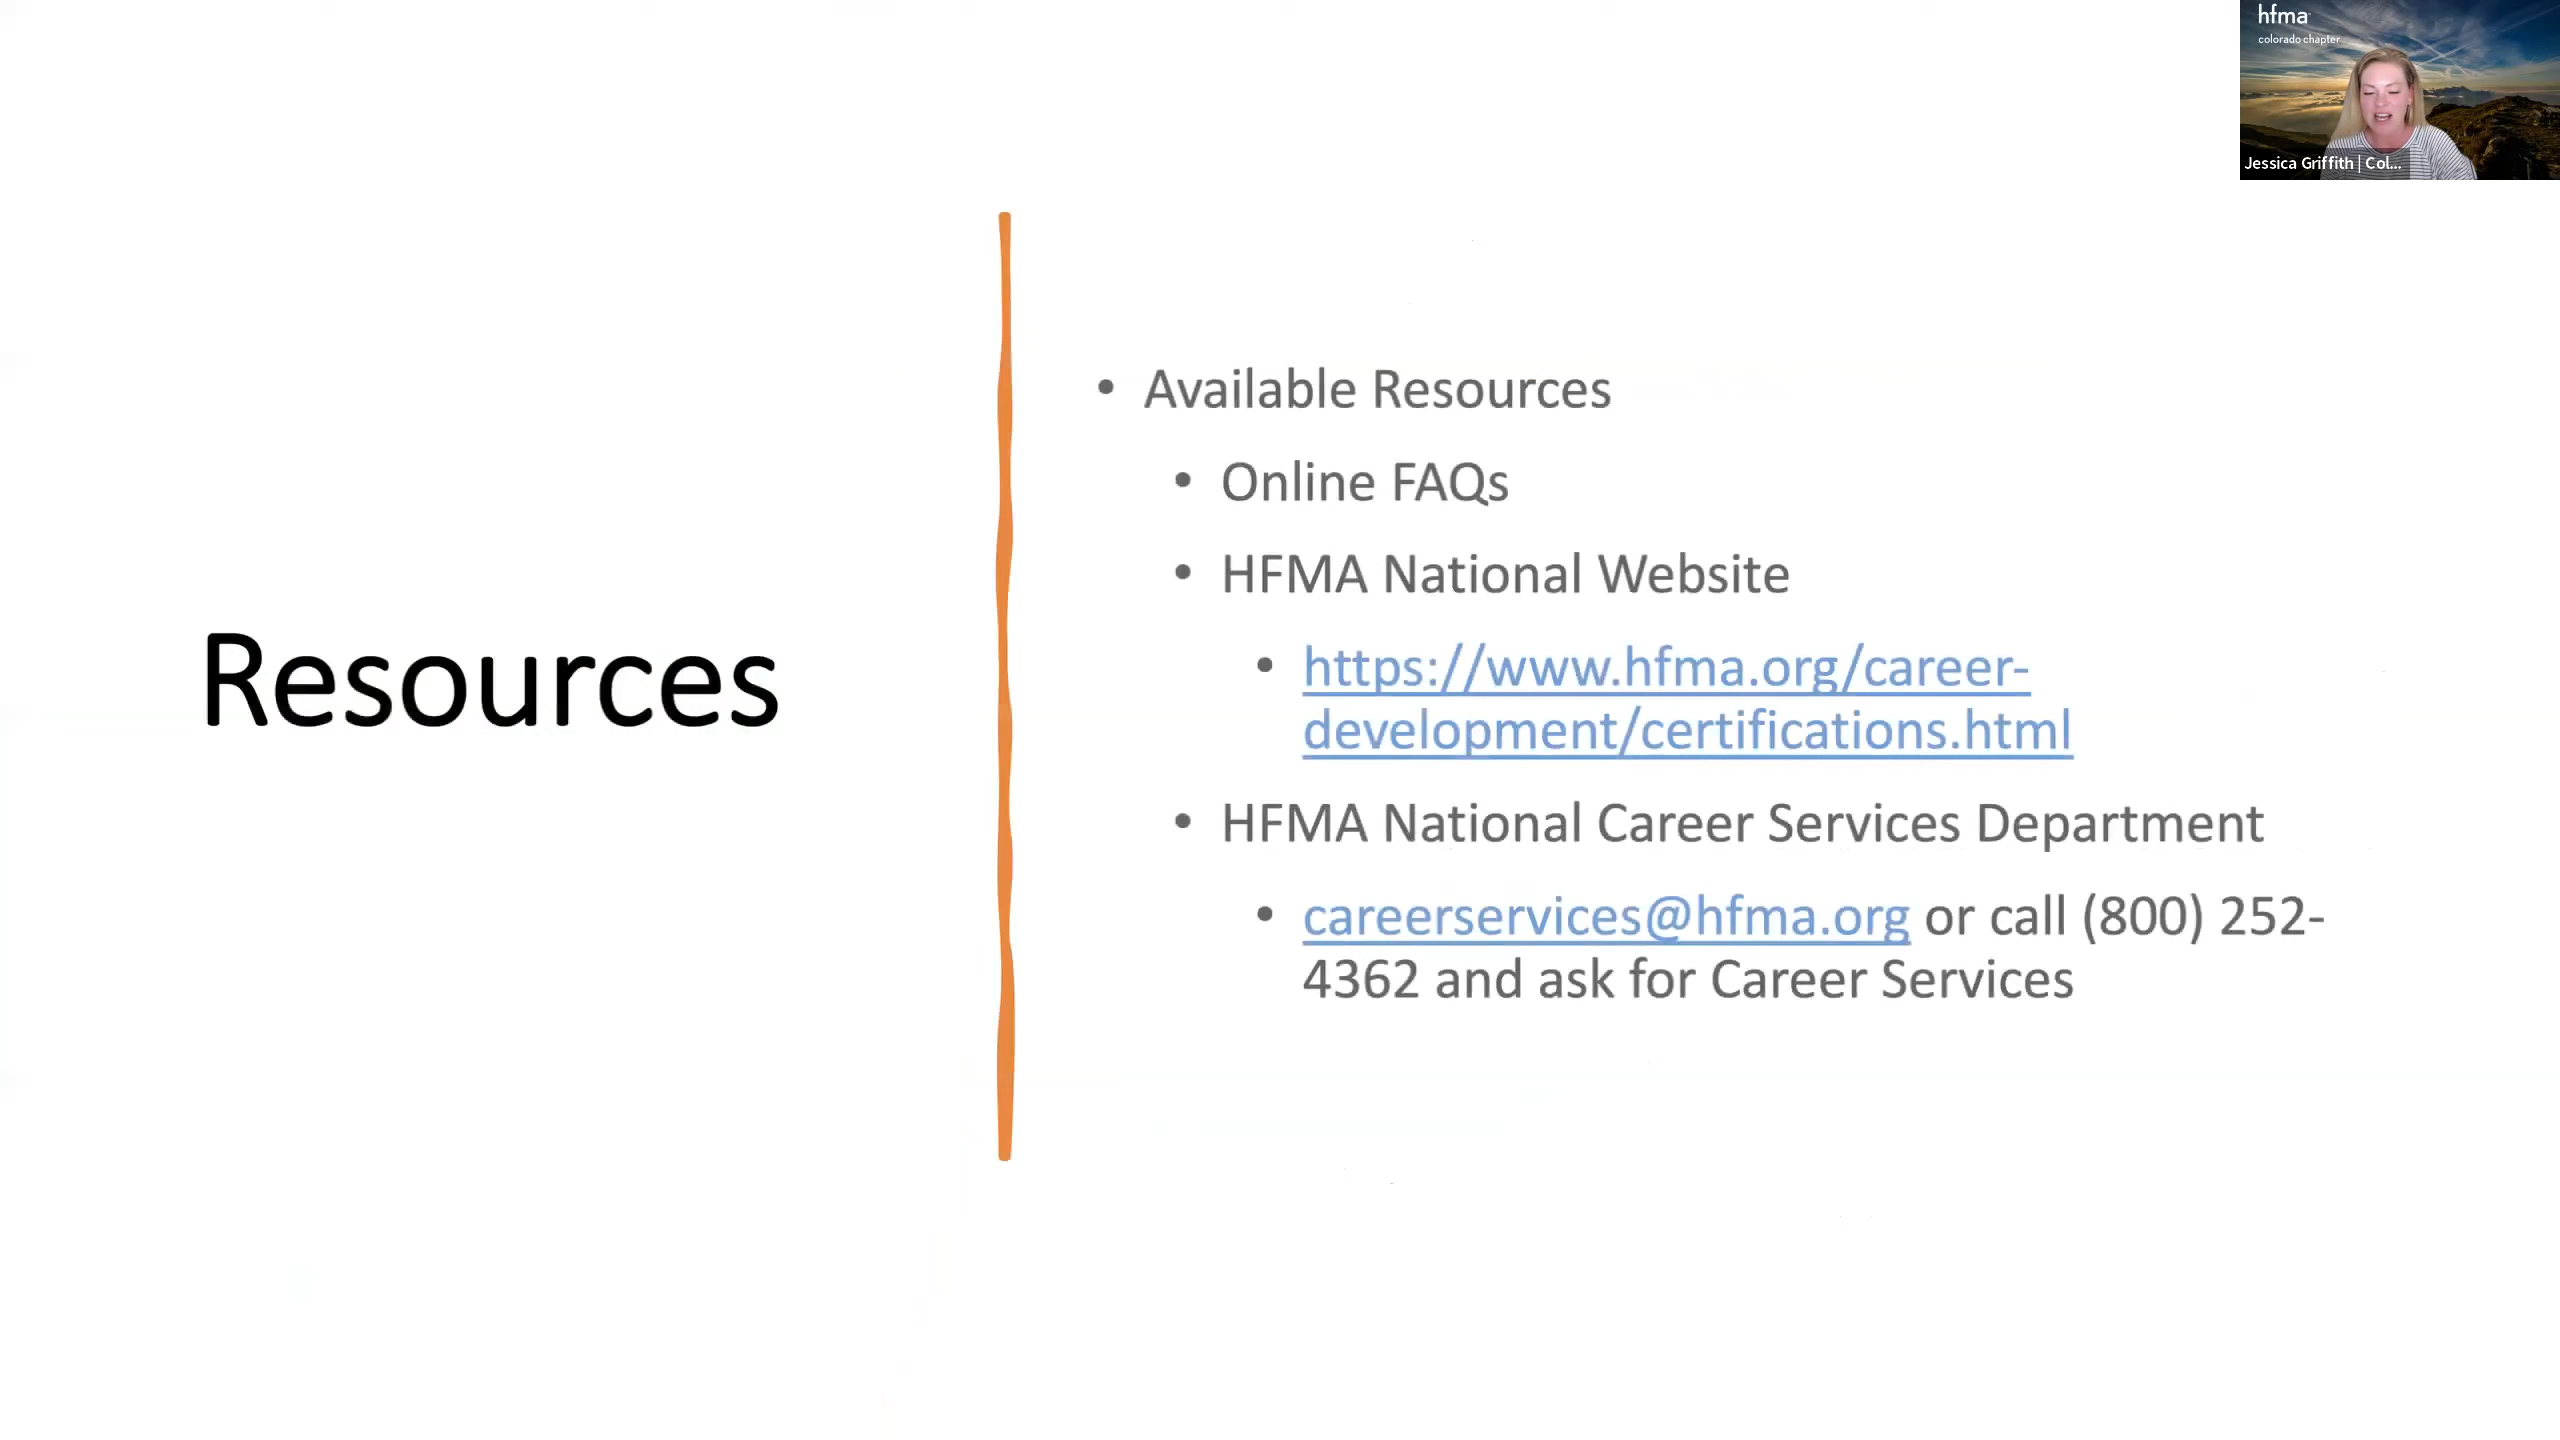 hfma
colorado chapter
Jessica Griffith | Col...
Resources
• Available Resources
• Online FAQs
• HFMA National Website
• https://www.hfma.org/career-
development/certifications.html
• HFMA National Career Services Department
• careerservices@hfma.org or call (800) 252-
4362 and ask for Career Services